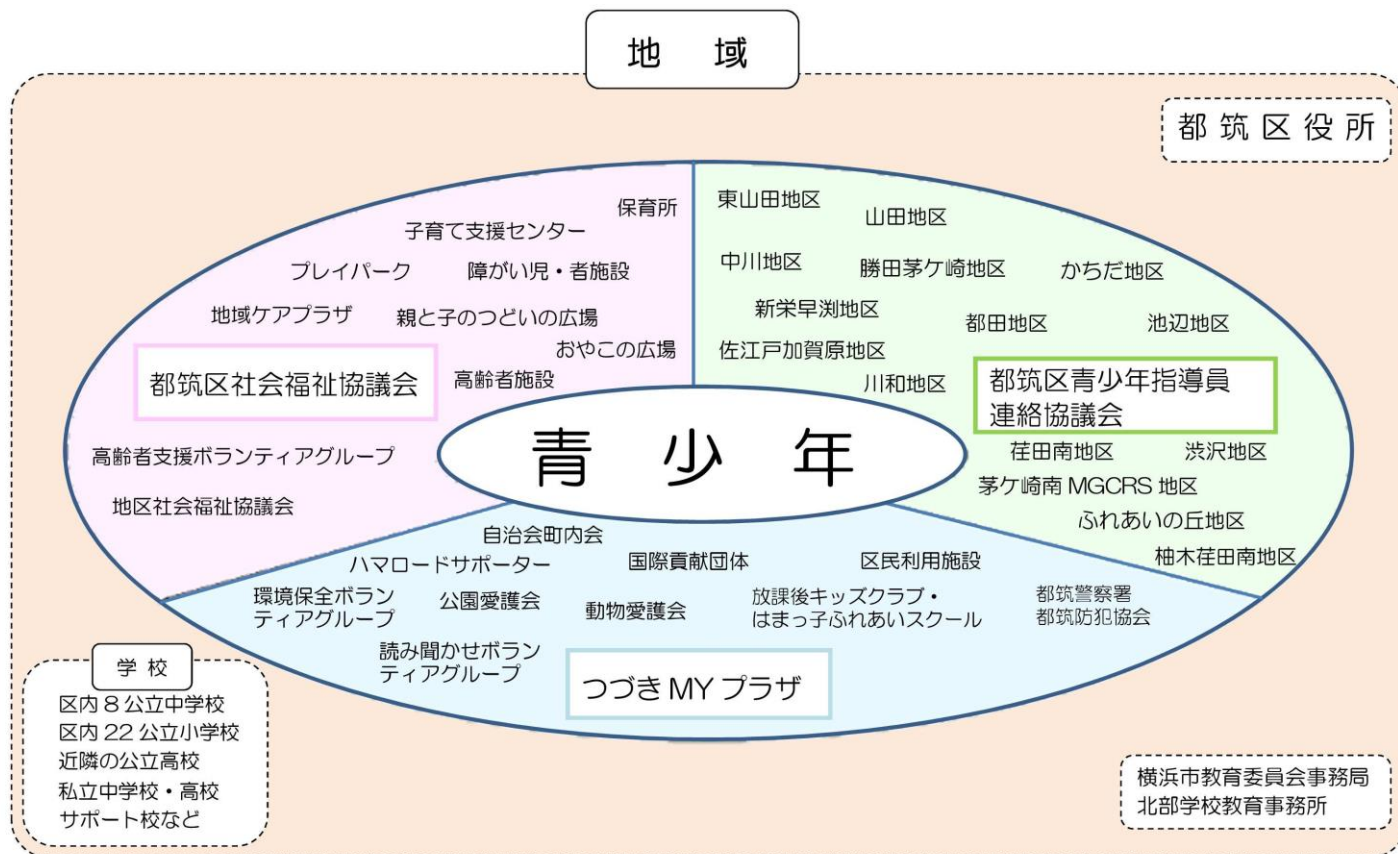 地 域
都筑区役所
保育所
子育て支援センター
プレイパーク
障がい児・者施設
地域ケアプラザ
親と子のつどいの広場
おやこの広場
都筑区社会福祉協議会
高齢者施設
高齢者支援ボランティアグループ
地区社会福祉協議会
東山田地区
山田地区
中川地区
勝田茅ケ崎地区
かちだ地区
新栄早渕地区
都田地区
池辺地区
佐江戸加賀原地区
川和地区
都筑区青少年指導員
連絡協議会
荏田南地区
渋沢地区
茅ケ崎南 MGCRS 地区
ふれあいの丘地区
柚木荏田南地区
青 少 年
自治会町内会
ハマロードサポーター
国際貢献団体
区民利用施設
環境保全ボラン
ティアグループ
公園愛護会
動物愛護会
放課後キッズクラブ・
はまっ子ふれあいスクール
都筑警察署
都筑防犯協会
読み聞かせボラン
ティアグループ
つづき MY プラザ
学 校
区内 8 公立中学校
区内 22 公立小学校
近隣の公立高校
私立中学校・高校
サポート校など
横浜市教育委員会事務局
北部学校教育事務所